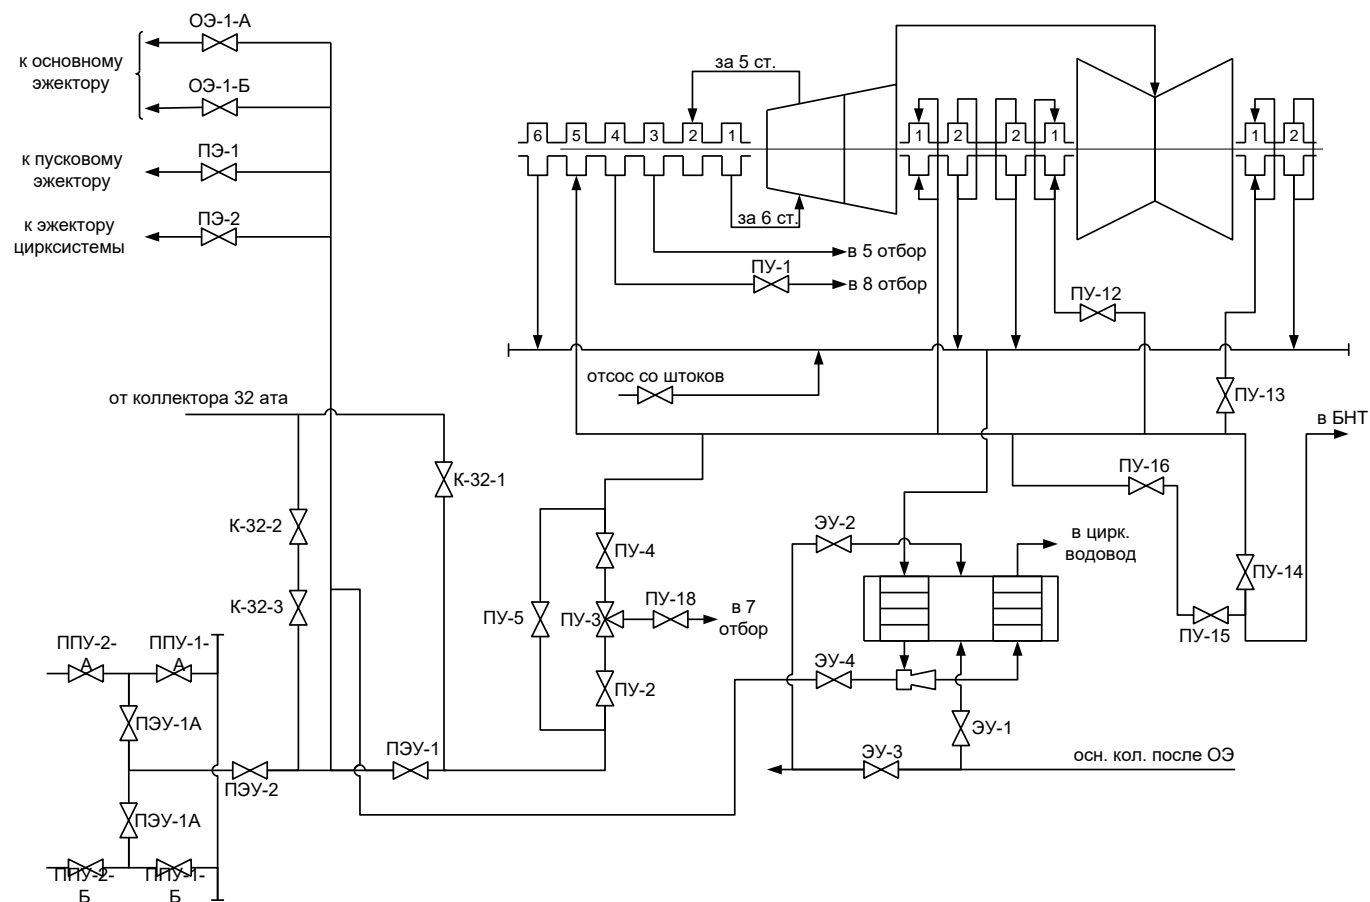 ОЭ-1-А
к основному
эжектору
ОЭ-1-Б
к пусковому
эжектору
ПЭ-1
к эжектору
цирксистемы
ПЭ-2
за 5 ст.
6
5
4
3
2
1
1
2
2
1
1
2
за 6 ст.
в 5 отбор
ПУ-1
в 8 отбор
ПУ-12
отсос со штоков
ПУ-13
от коллектора 32 ата
в БНТ
К-32-1
ПУ-16
К-32-2
ЭУ-2
в цирк.
водовод
ПУ-4
ПУ-14
К-32-3
ПУ-5
ПУ-3
ПУ-18
в 7
отбор
ПУ-15
ППУ-2-
А
ППУ-1-
А
ЭУ-4
ПУ-2
ПЭУ-1А
ЭУ-1
ПЭУ-1
ЭУ-3
осн. кол. после ОЭ
ПЭУ-2
ПЭУ-1А
ППУ-2-
Б
ППУ-1-
Б